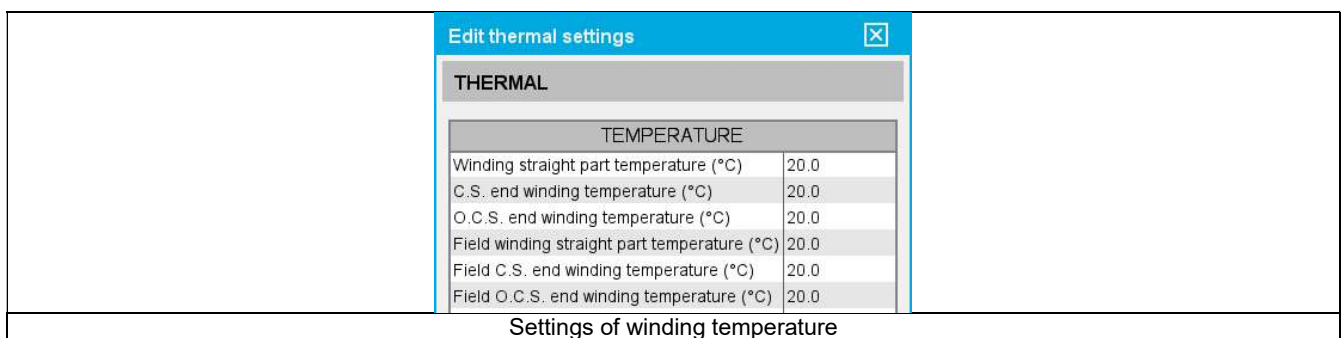 Edit thermal settings
THERMAL
TEMPERATURE
Winding straight part temperature (°C) 20.0
C.S. end winding temperature (°C) 20.0
O.C.S. end winding temperature (°C) 20.0
Field winding straight part temperature (°C) 20.0
Field C.S. end winding temperature (°C) 20.0
Field O.C.S. end winding temperature (°C) 20.0
Settings of winding temperature